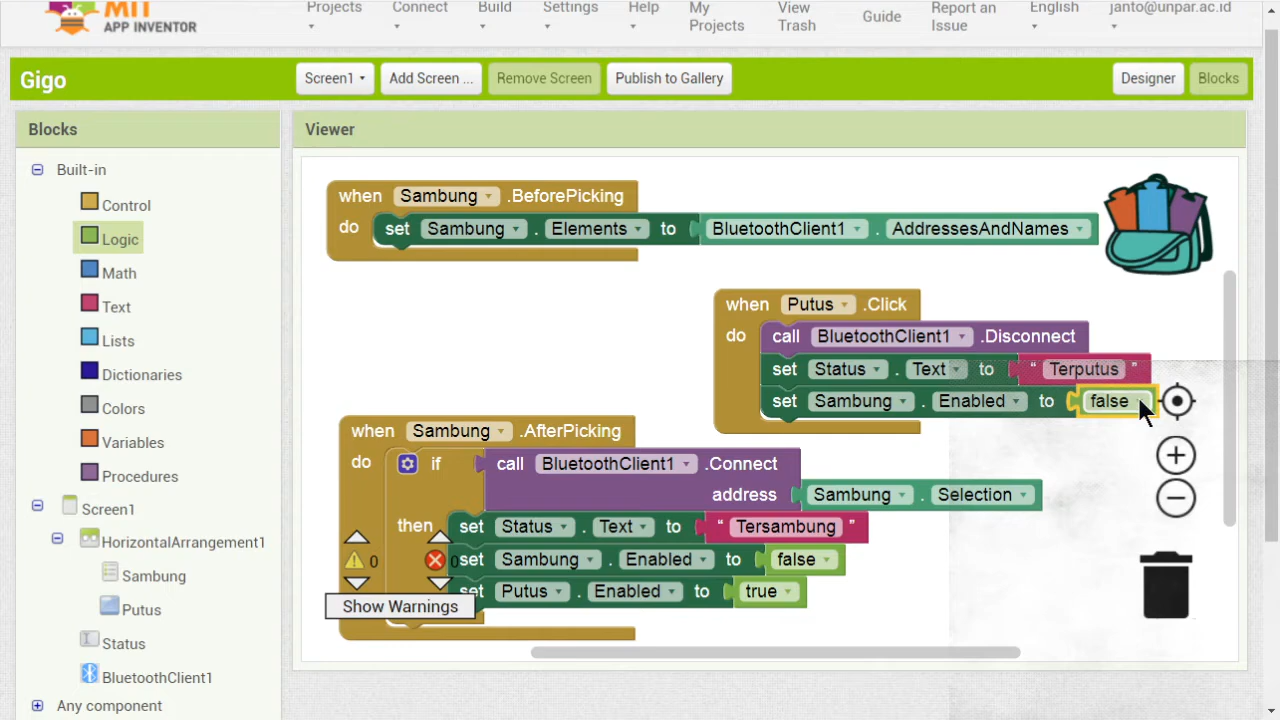 MIT
APP INVENTOR
Projects
Connect
Build
Settings
Help
My
Projects
View
Trash
Guide
Report an
Issue
English
janto@unpar.ac.id
Gigo
Screen1
Add Screen ...
Remove Screen
Publish to Gallery
Designer
Blocks
Blocks
Viewer
Built-in
Control
Logic
Math
Text
Lists
Dictionaries
Colors
Variables
Procedures
Screen1
HorizontalArrangement1
Sambung
Putus
Status
BluetoothClient1
Any component
when Sambung .BeforePicking
do set Sambung . Elements to BluetoothClient1 . AddressesAndNames
when Putus .Click
do call BluetoothClient1 .Disconnect
set Status . Text to “ Terputus ”
set Sambung . Enabled to false
when Sambung .AfterPicking
do if call BluetoothClient1 .Connect
address Sambung . Selection
then set Status . Text to “ Tersambung ”
set Sambung . Enabled to false
set Putus . Enabled to true
0
0
Show Warnings